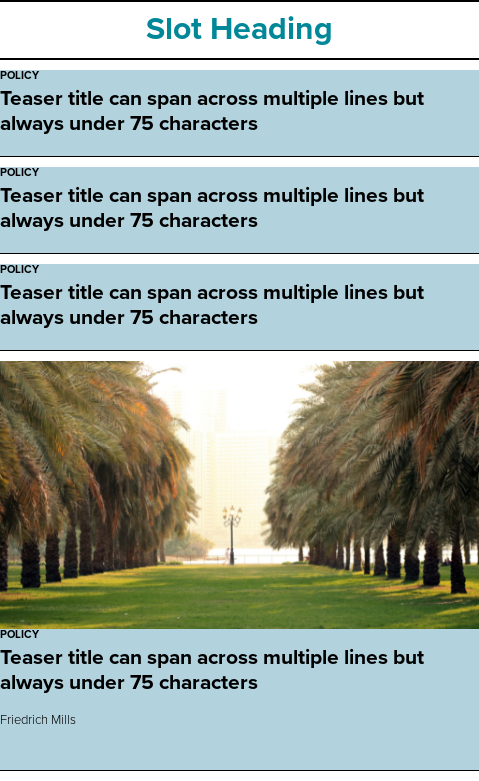 Slot Heading
POLICY
Teaser title can span across multiple lines but
always under 75 characters
POLICY
Teaser title can span across multiple lines but
always under 75 characters
POLICY
Teaser title can span across multiple lines but
always under 75 characters
POLICY
Teaser title can span across multiple lines but
always under 75 characters
Friedrich Mills